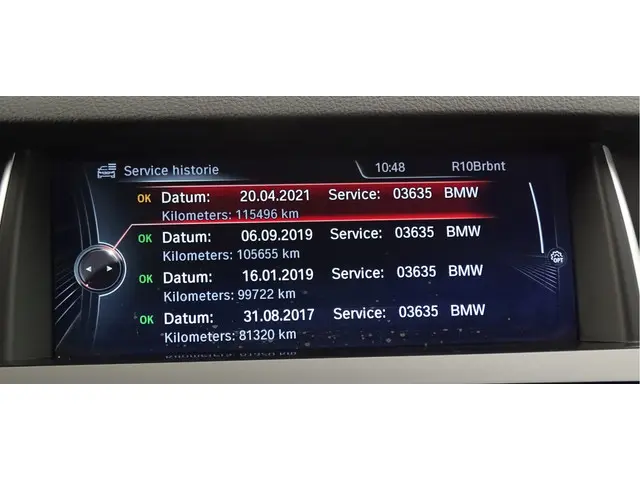 Service historie 10:48 R10Brbnt
OK Datum: 20.04.2021 Service: 03635 BMW
Kilometers: 115496 km
OK Datum: 06.09.2019 Service: 03635 BMW
Kilometers: 105655 km
OK Datum: 16.01.2019 Service: 03635 BMW
Kilometers: 99722 km
OFF
OK Datum: 31.08.2017 Service: 03635 BMW
Kilometers: 81320 km